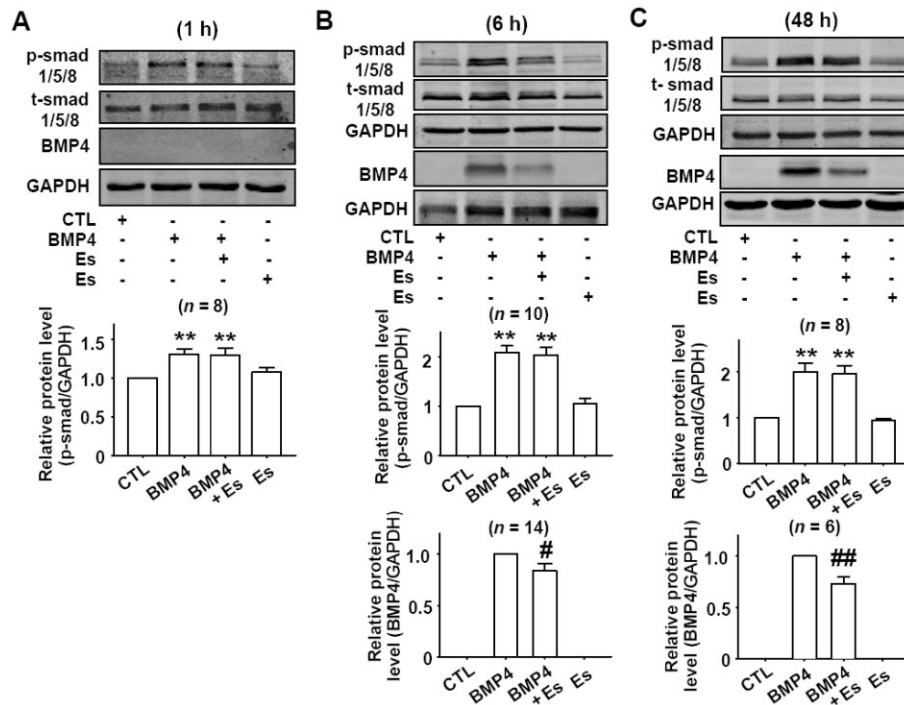 A
(1 h)
p-smad
1/5/8
t-smad
1/5/8
BMP4
GAPDH
CTL + - - -
BMP4 - + + -
Es - - + -
Es - - - +
(n = 8)
Relative protein level
(p-smad/GAPDH)
1.5
1.0
0.5
0
** **
CTL
BMP4
BMP4
+Es
Es
B
(6 h)
p-smad
1/5/8
t-smad
1/5/8
GAPDH
BMP4
GAPDH
CTL + - - -
BMP4 - + + -
Es - - + -
Es - - - +
(n = 10)
Relative protein level
(p-smad/GAPDH)
2
1
0
** **
CTL
BMP4
BMP4
+Es
Es
(n = 14)
Relative protein
level (BMP4/GAPDH)
1.0
0.5
0
#
CTL
BMP4
BMP4
+Es
Es
C
(48 h)
p-smad
1/5/8
t- smad
1/5/8
GAPDH
BMP4
GAPDH
CTL + - - -
BMP4 - + + -
Es - - + -
Es - - - +
(n = 8)
Relative protein level
(p-smad/GAPDH)
3
2
1
0
** **
CTL
BMP4
BMP4
+Es
Es
(n = 6)
Relative protein
level (BMP4/GAPDH)
1.0
0.5
0
##
CTL
BMP4
BMP4
+Es
Es